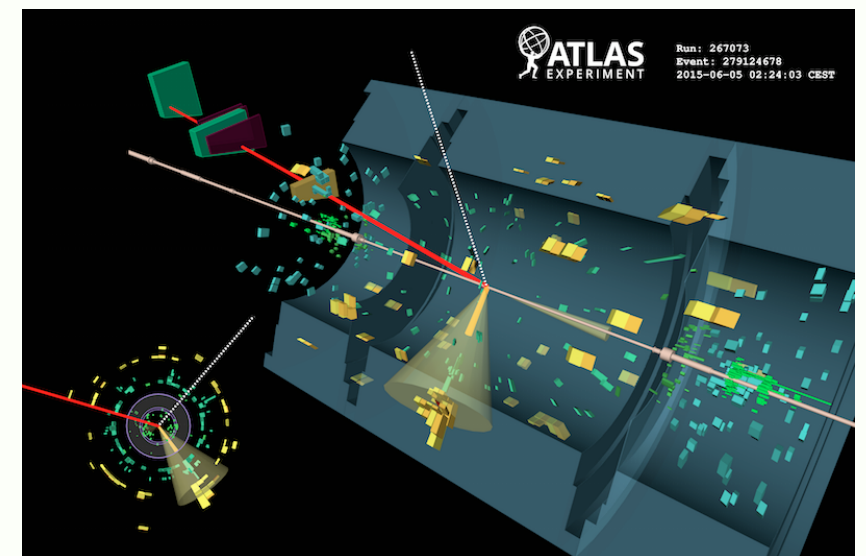 ATLAS
EXPERIMENT
Run: 267073
Event: 279124678
2015-06-05 02:24:03 CEST